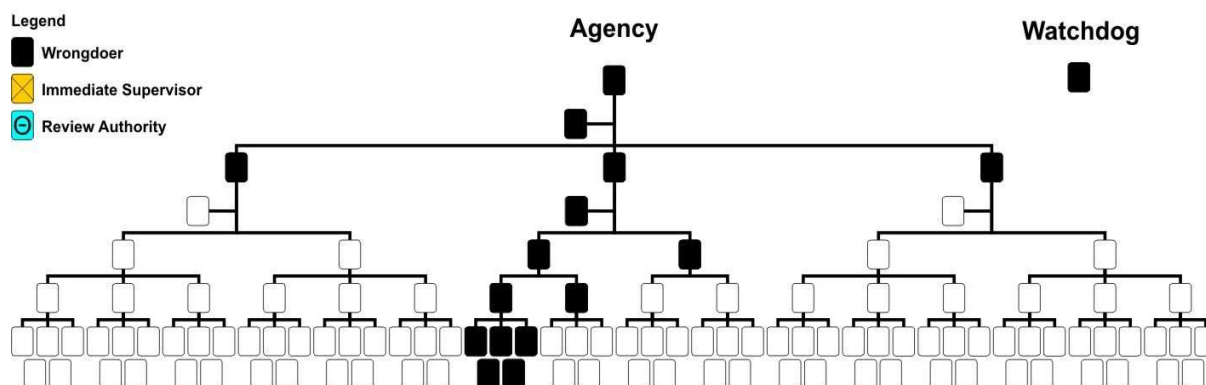 Legend
Wrongdoer
Immediate Supervisor
Θ Review Authority
Agency
Watchdog